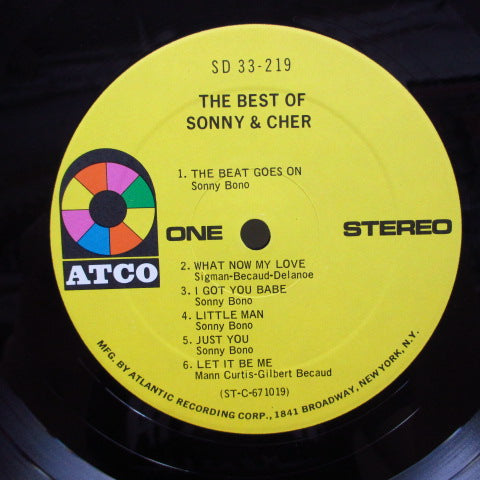 SD 33-219
THE BEST OF
SONNY & CHER
1. THE BEAT GOES ON
Sonny Bono
ATCO
ONE
STEREO
2. WHAT NOW MY LOVE
Sigman-Becaud-Delanoe
3. I GOT YOU BABE
Sonny Bono
4. LITTLE MAN
Sonny Bono
5. JUST YOU
Sonny Bono
6. LET IT BE ME
Mann Curtis-Gilbert Becaud
(ST-C-671019)
MFG. BY ATLANTIC RECORDING CORP., 1841 BROADWAY, NEW YORK, N.Y.